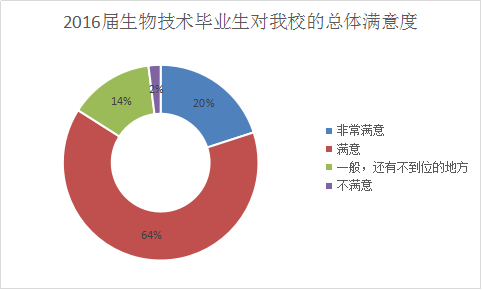 2016届生物技术毕业生对我校的总体满意度
2%
14%
20%
64%
非常满意
满意
一般，还有不到位的地方
不满意